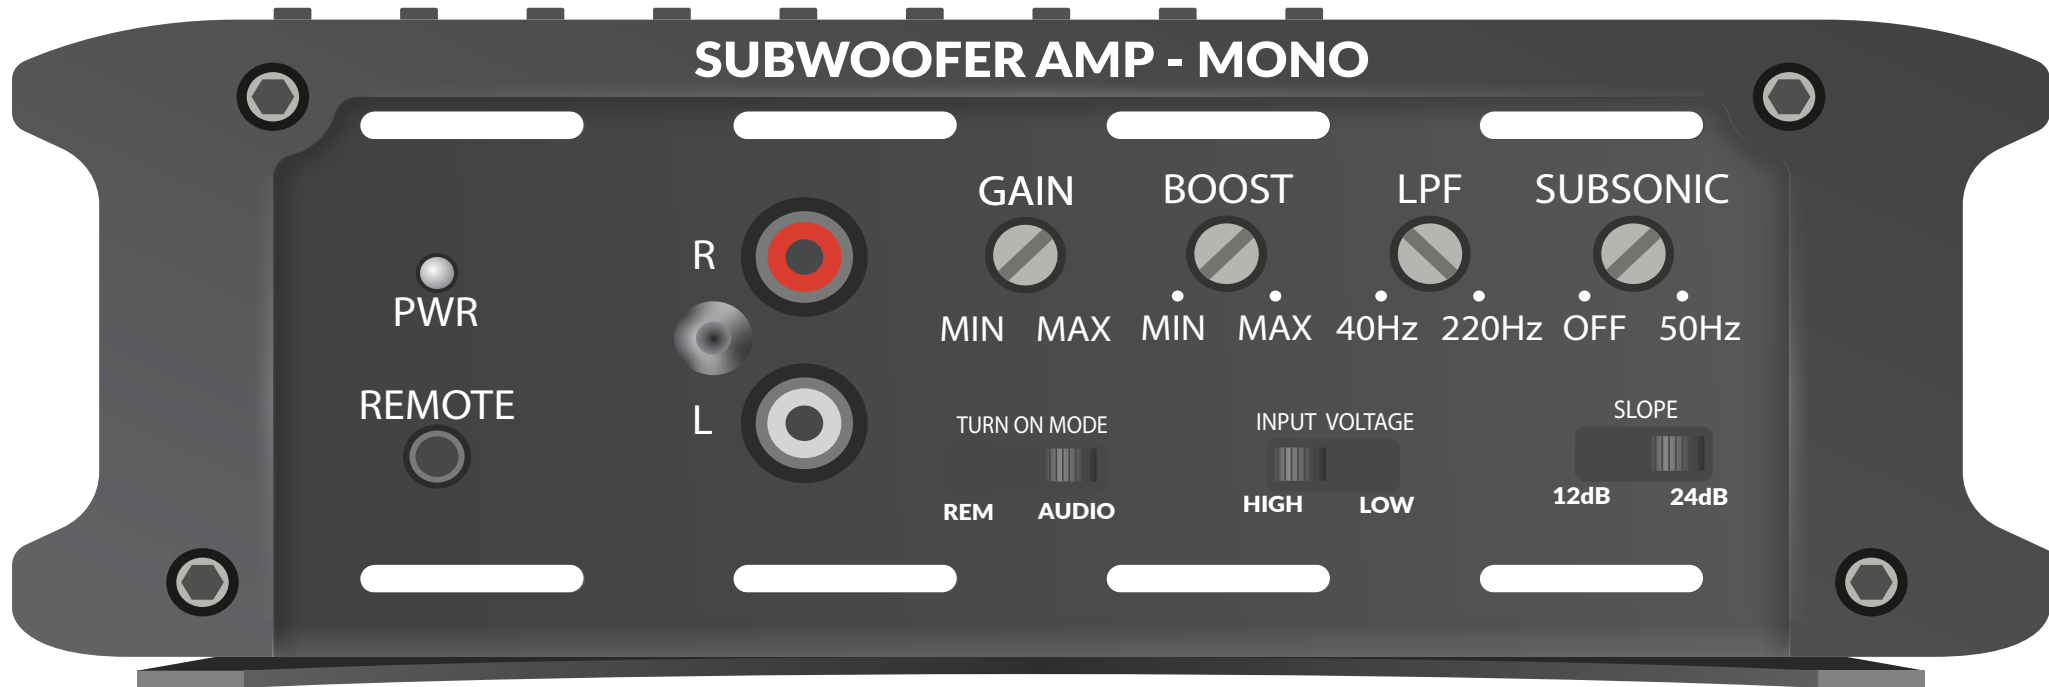 SUBWOOFER AMP - MONO
GAIN BOOST LPF SUBSONIC
R
PWR
MIN MAX MIN MAX 40Hz 220Hz OFF 50Hz
REMOTE
L
TURN ON MODE
INPUT VOLTAGE
SLOPE
REM AUDIO
HIGH LOW
12dB 24dB